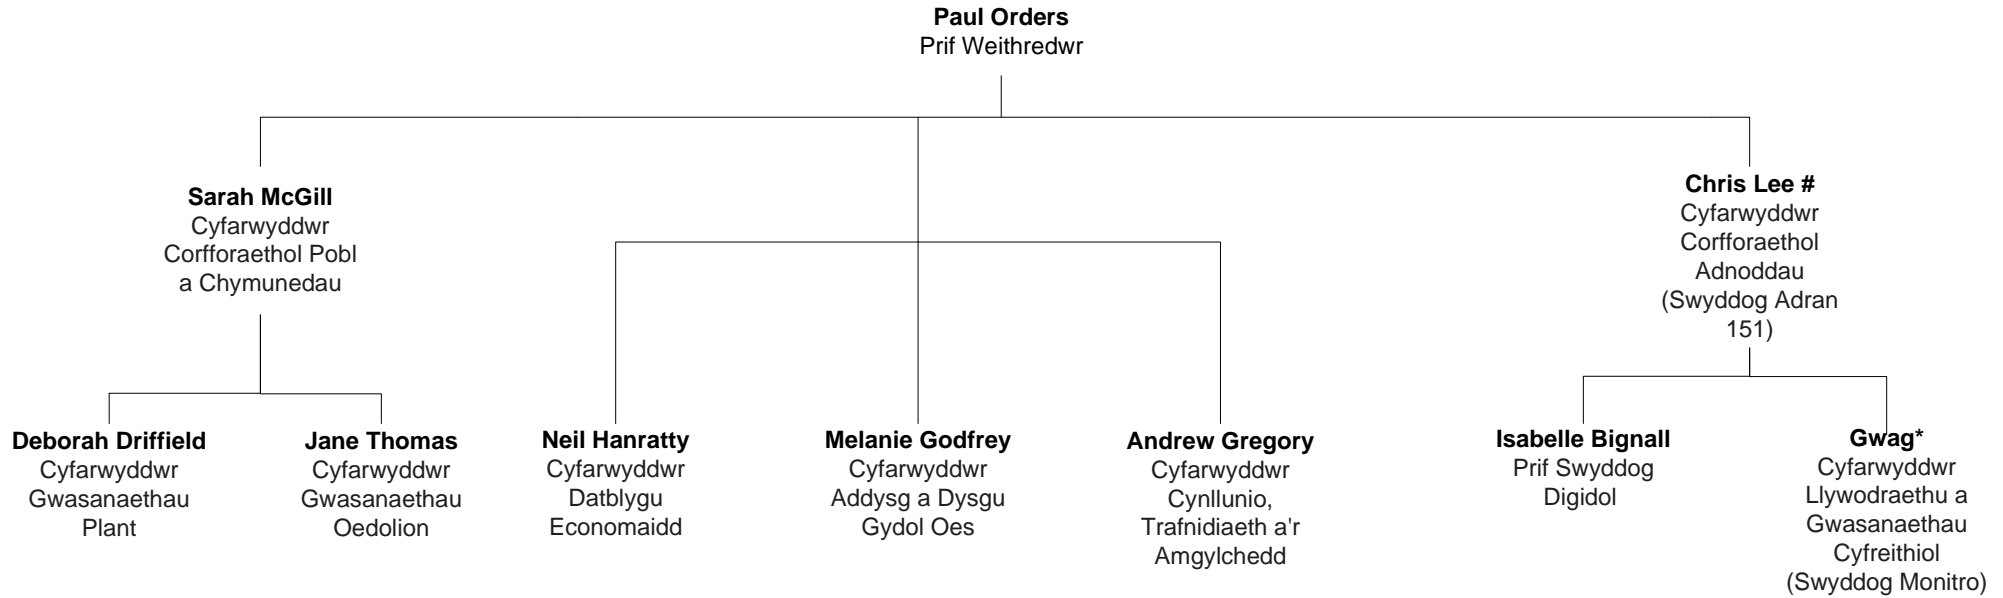 Paul Orders
Prif Weithredwr
Sarah McGill
Cyfarwyddwr
Corfforaethol Pobl
a Chymunedau
Chris Lee #
Cyfarwyddwr
Corfforaethol
Adnoddau
(Swyddog Adran
151)
Deborah Driffield
Cyfarwyddwr
Gwasanaethau
Plant
Jane Thomas
Cyfarwyddwr
Gwasanaethau
Oedolion
Neil Hanratty
Cyfarwyddwr
Datblygu
Economaidd
Melanie Godfrey
Cyfarwyddwr
Addysg a Dysgu
Gydol Oes
Andrew Gregory
Cyfarwyddwr
Cynllunio,
Trafnidiaeth a'r
Amgylchedd
Isabelle Bignall
Prif Swyddog
Digidol
Gwag*
Cyfarwyddwr
Llywodraethu a
Gwasanaethau
Cyfreithiol
(Swyddog Monitro)